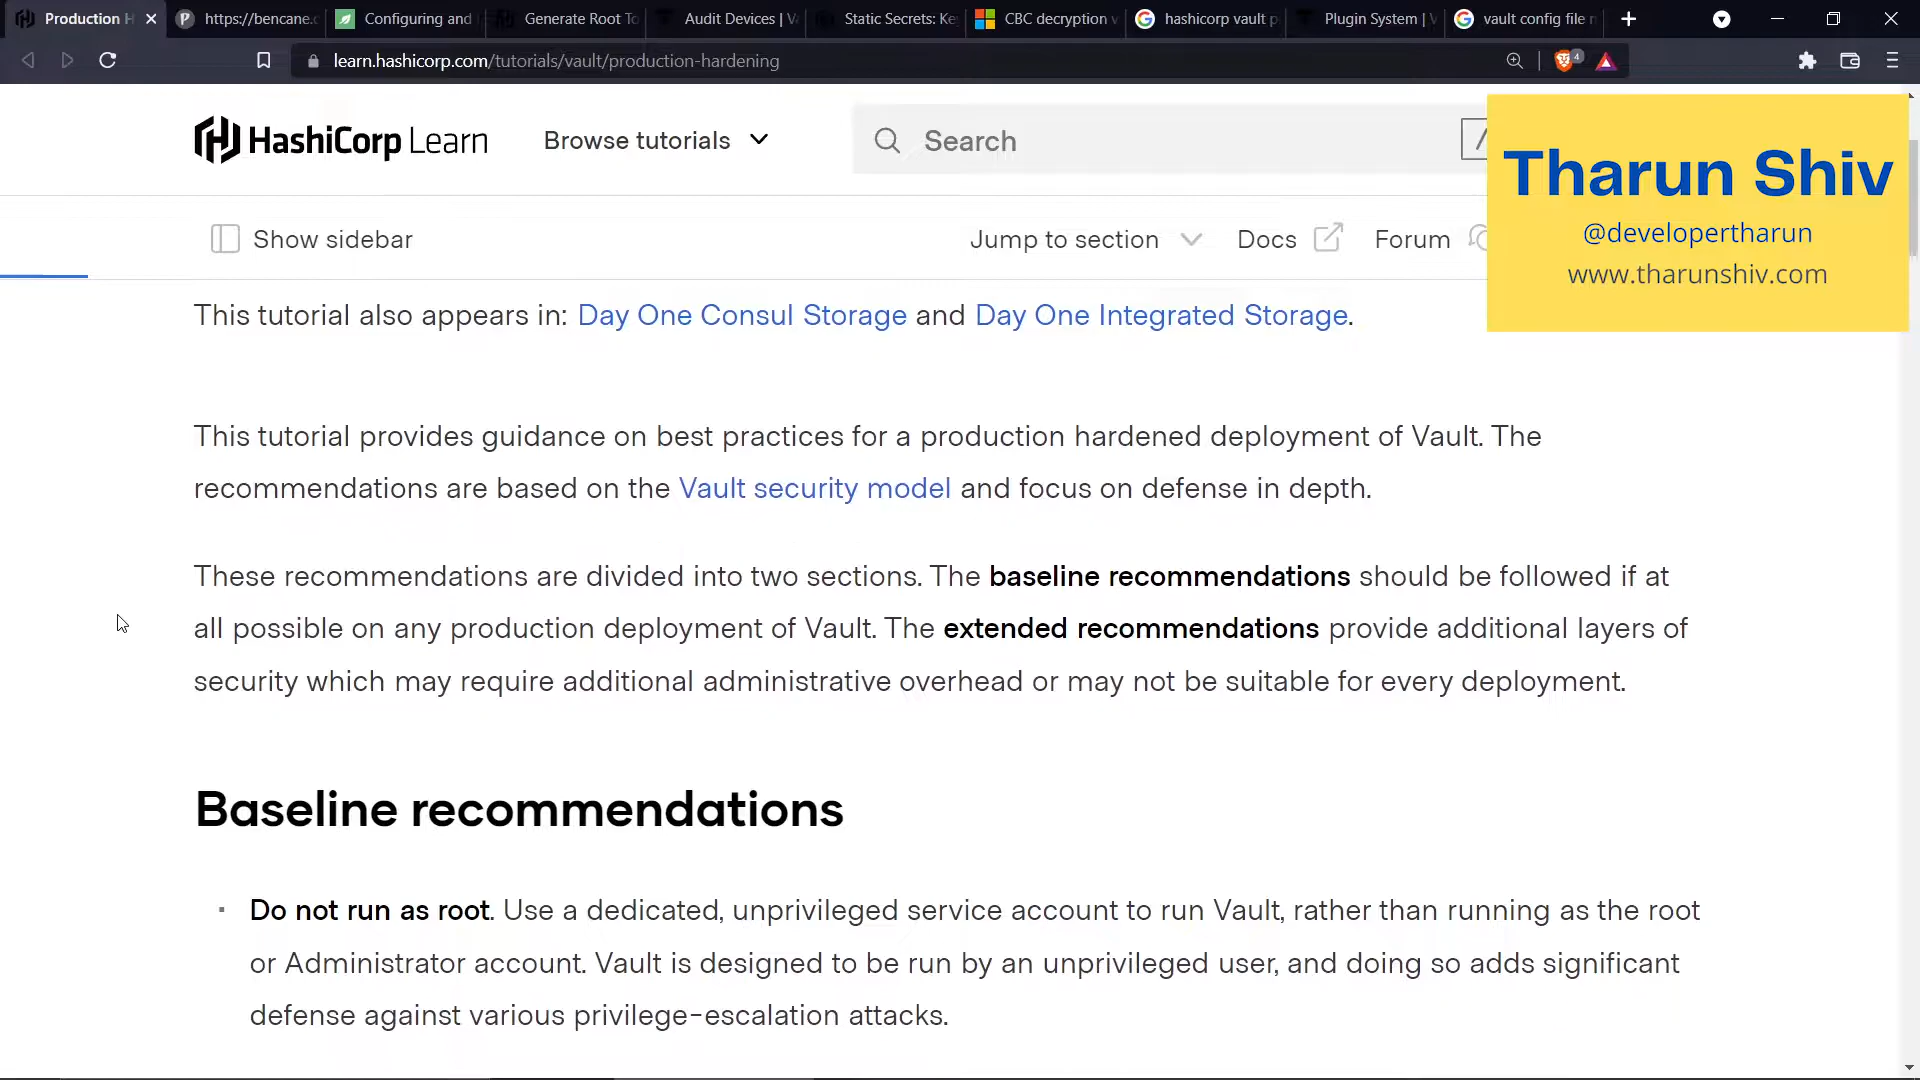 Production H
https://bencane.c
Configuring and
Generate Root To
Audit Devices | V
Static Secrets: Ke
CBC decryption v
hashicorp vault p
Plugin System | V
vault config file n
learn.hashicorp.com/tutorials/vault/production-hardening
4
HashiCorp Learn
Browse tutorials
Search
/
Tharun Shiv
@developertharun
www.tharunshiv.com
Show sidebar
Jump to section
Docs
Forum
This tutorial also appears in: Day One Consul Storage and Day One Integrated Storage.
This tutorial provides guidance on best practices for a production hardened deployment of Vault. The
recommendations are based on the Vault security model and focus on defense in depth.
These recommendations are divided into two sections. The baseline recommendations should be followed if at
all possible on any production deployment of Vault. The extended recommendations provide additional layers of
security which may require additional administrative overhead or may not be suitable for every deployment.
Baseline recommendations
Do not run as root. Use a dedicated, unprivileged service account to run Vault, rather than running as the root
or Administrator account. Vault is designed to be run by an unprivileged user, and doing so adds significant
defense against various privilege-escalation attacks.